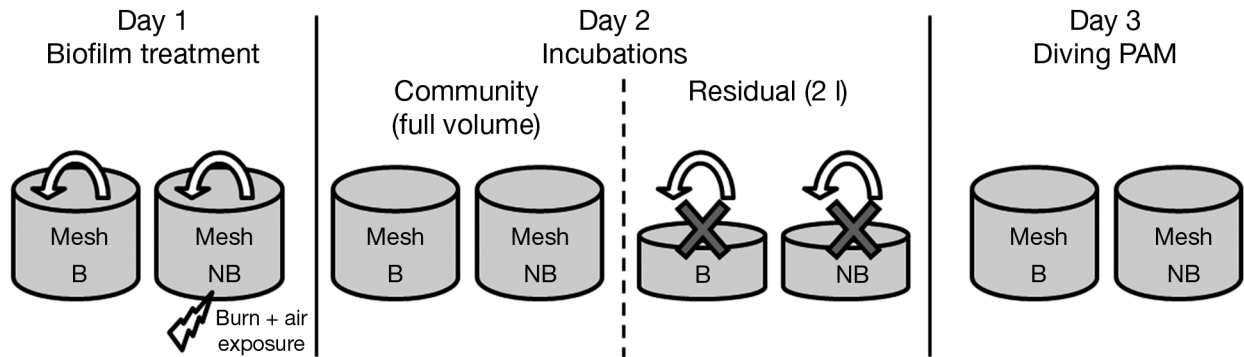 Day 1
Biofilm treatment
Mesh
B
Mesh
NB
Burn + air
exposure
Day 2
Incubations
Community
(full volume)
Mesh
B
Mesh
NB
Residual (2 l)
B
NB
Day 3
Diving PAM
Mesh
B
Mesh
NB